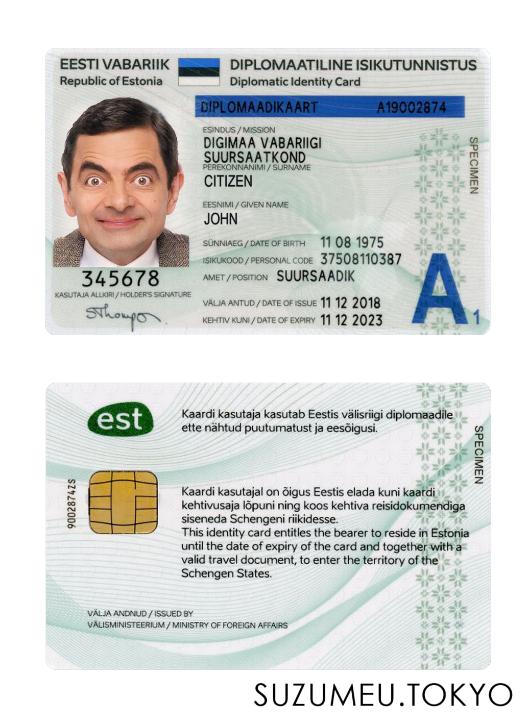 EESTI VABARIIK
Republic of Estonia
DIPLOMAATILINE ISIKUTUNNISTUS
Diplomatic Identity Card
DIPLOMAADIKAART A19002874
ESINDUS / MISSION
DIGIMAA VABARIIGI
SUURSAATKOND
PEREKONNANIMI / SURNAME
CITIZEN
EESNIMI / GIVEN NAME
JOHN
SÜNNIAEG / DATE OF BIRTH 11 08 1975
ISIKUKOOD / PERSONAL CODE 37508110387
AMET / POSITION SUURSAADIK
VÄLJA ANTUD / DATE OF ISSUE 11 12 2018
KEHTIV KUNI / DATE OF EXPIRY 11 12 2023
345678
KASUTAJA ALLKIRI / HOLDER'S SIGNATURE
SPECIMEN
A1
est
Kaardi kasutaja kasutab Eestis välisriigi diplomaadile
ette nähtud puutumatust ja eesõigusi.
9002874ZS
Kaardi kasutajal on õigus Eestis elada kuni kaardi
kehtivusaja lõpuni ning koos kehtiva reisidokumendiga
siseneda Schengeni riikidesse.
This identity card entitles the bearer to reside in Estonia
until the date of expiry of the card and together with a
valid travel document, to enter the territory of the
Schengen States.
SPECIMEN
VÄLJA ANDNUD / ISSUED BY
VÄLISMINISTEERIUM / MINISTRY OF FOREIGN AFFAIRS
SUZUMEU.TOKYO